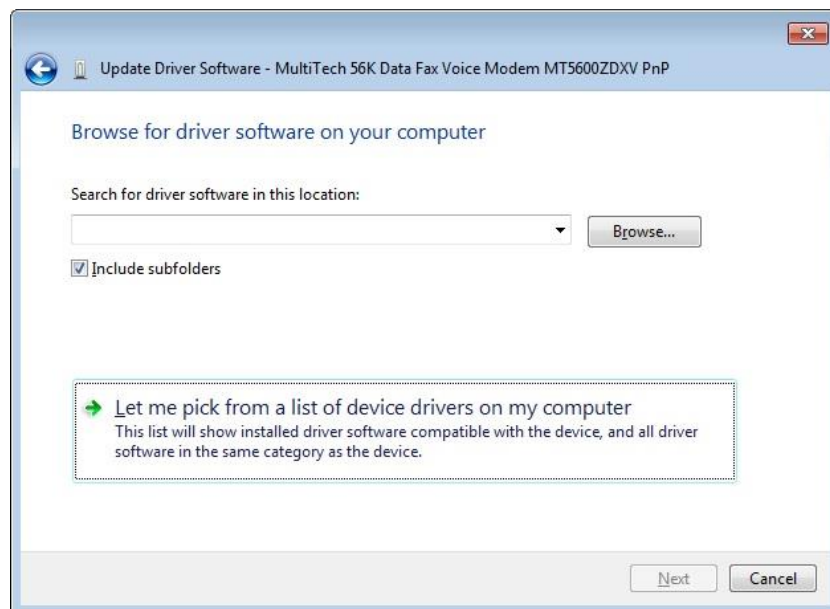 Update Driver Software - MultiTech 56K Data Fax Voice Modem MT5600ZDXV PnP
Browse for driver software on your computer
Search for driver software in this location:
Browse...
Include subfolders
Let me pick from a list of device drivers on my computer
This list will show installed driver software compatible with the device, and all driver
software in the same category as the device.
Next
Cancel